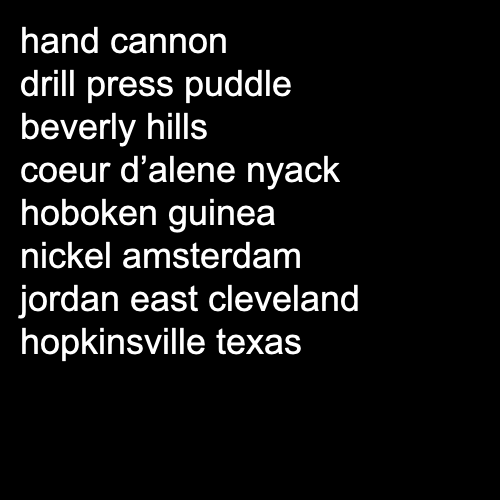 hand cannon
drill press puddle
beverly hills
coeur d’alene nyack
hoboken guinea
nickel amsterdam
jordan east cleveland
hopkinsville texas